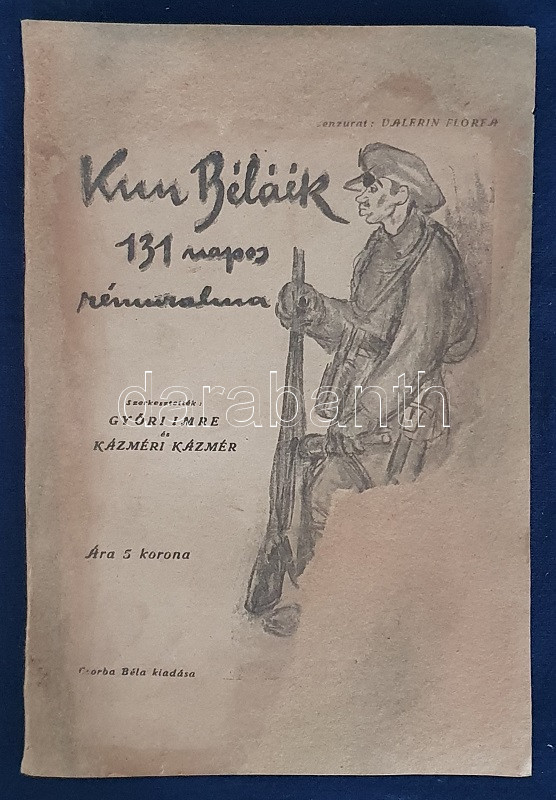 cenzurat: VALERIN FLOREA
Kun Béláék
131 napos
rémuralma
darabanth
Szerkesztették:
GYŐRI IMRE
és
KÁZMÉRI KÁZMÉR
Ára 5 korona
Csorba Béla kiadása